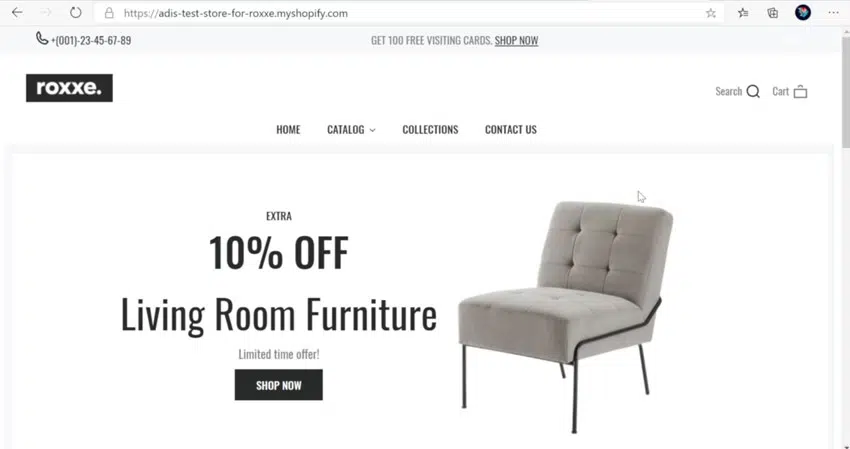 https://adis-test-store-for-roxxe.myshopify.com
+(001)-23-45-67-89
GET 100 FREE VISITING CARDS. SHOP NOW
roxxe.
Search
Cart
HOME CATALOG COLLECTIONS CONTACT US
EXTRA
10% OFF
Living Room Furniture
Limited time offer!
SHOP NOW